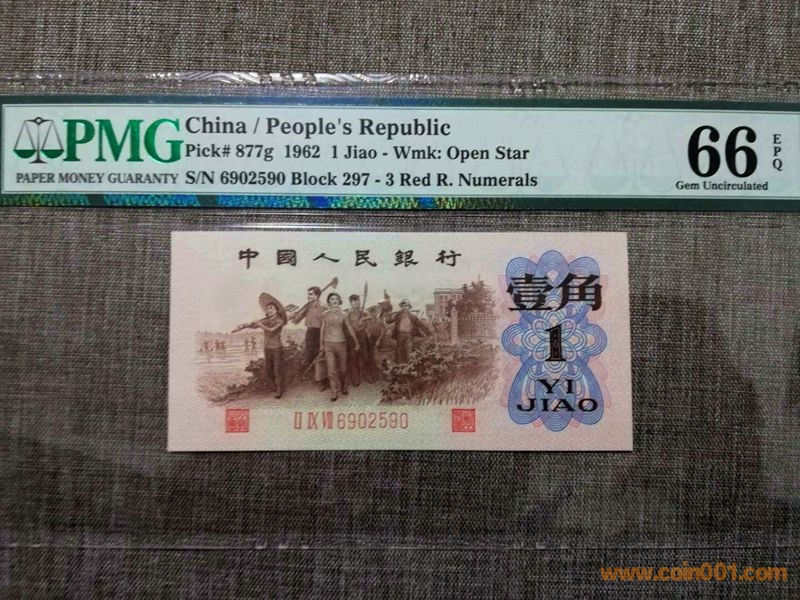 PMG
PAPER MONEY GUARANTY
China / People's Republic
Pick# 877g 1962 1 Jiao - Wmk: Open Star
S/N 6902590 Block 297 - 3 Red R. Numerals
66 EPQ
Gem Uncirculated
中國人民銀行
壹角
1
YI
JIAO
II IX VII 6902590
www.coin001.com